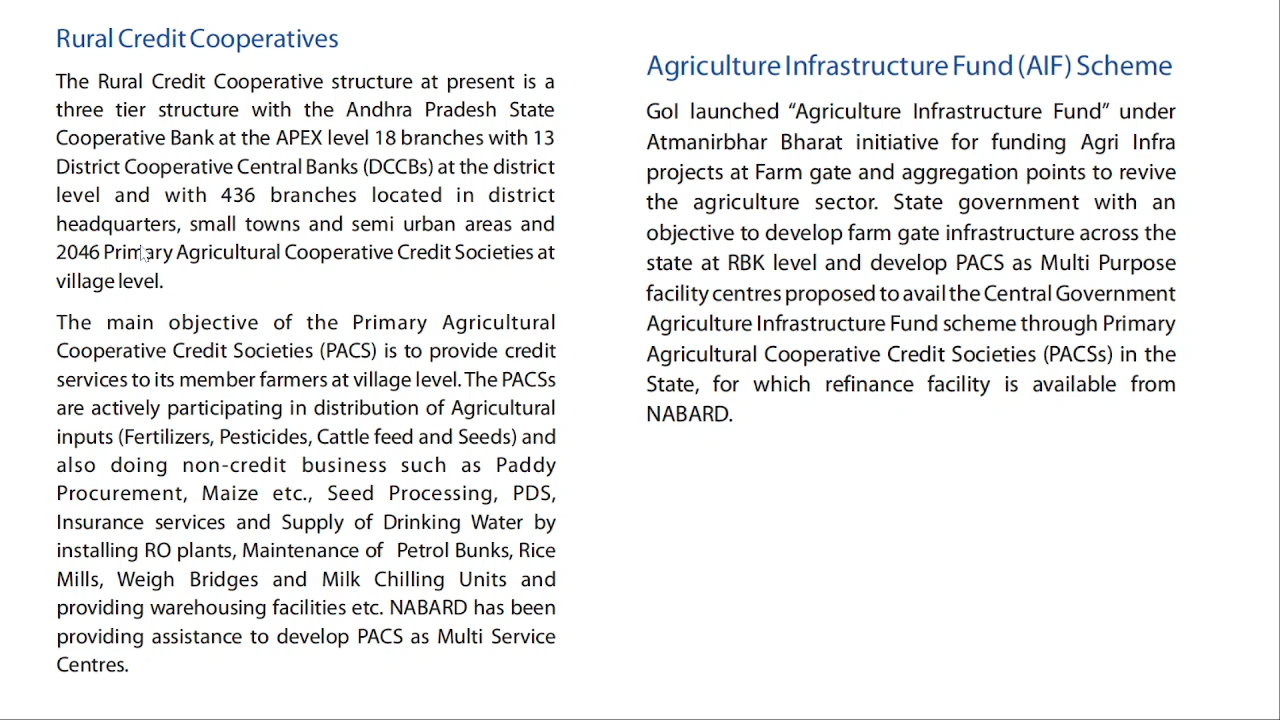 Rural Credit Cooperatives
The Rural Credit Cooperative structure at present is a
three tier structure with the Andhra Pradesh State
Cooperative Bank at the APEX level 18 branches with 13
District Cooperative Central Banks (DCCBs) at the district
level and with 436 branches located in district
headquarters, small towns and semi urban areas and
2046 Primary Agricultural Cooperative Credit Societies at
village level.
The main objective of the Primary Agricultural
Cooperative Credit Societies (PACS) is to provide credit
services to its member farmers at village level. The PACSs
are actively participating in distribution of Agricultural
inputs (Fertilizers, Pesticides, Cattle feed and Seeds) and
also doing non-credit business such as Paddy
Procurement, Maize etc., Seed Processing, PDS,
Insurance services and Supply of Drinking Water by
installing RO plants, Maintenance of Petrol Bunks, Rice
Mills, Weigh Bridges and Milk Chilling Units and
providing warehousing facilities etc. NABARD has been
providing assistance to develop PACS as Multi Service
Centres.
Agriculture Infrastructure Fund (AIF) Scheme
GoI launched “Agriculture Infrastructure Fund” under
Atmanirbhar Bharat initiative for funding Agri Infra
projects at Farm gate and aggregation points to revive
the agriculture sector. State government with an
objective to develop farm gate infrastructure across the
state at RBK level and develop PACS as Multi Purpose
facility centres proposed to avail the Central Government
Agriculture Infrastructure Fund scheme through Primary
Agricultural Cooperative Credit Societies (PACSs) in the
State, for which refinance facility is available from
NABARD.